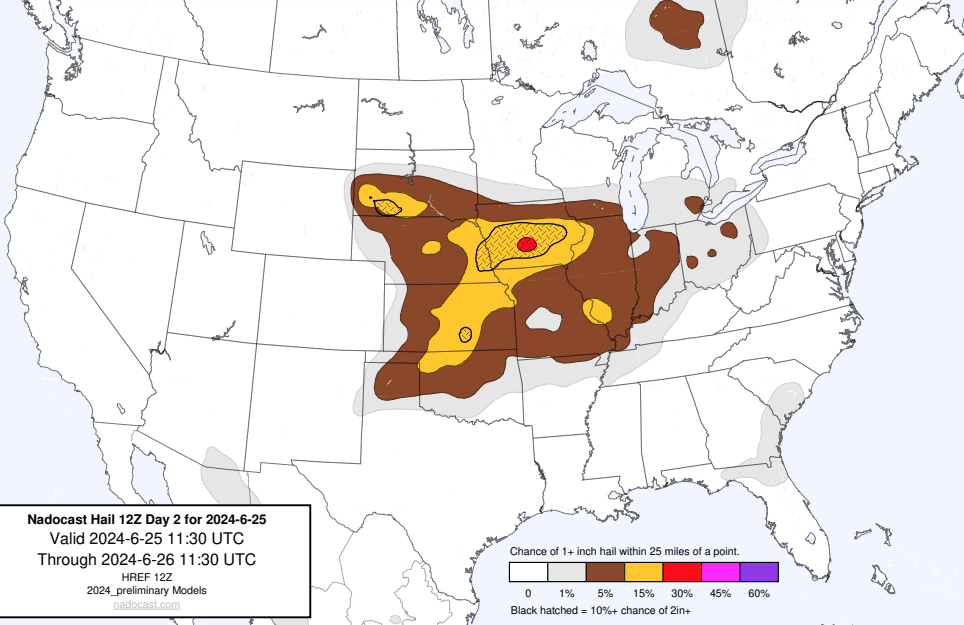 Nadocast Hail 12Z Day 2 for 2024-6-25
Valid 2024-6-25 11:30 UTC
Through 2024-6-26 11:30 UTC
HREF 12Z
2024_preliminary Models
nadocast.com
Chance of 1+ inch hail within 25 miles of a point.
0 1% 5% 15% 30% 45% 60%
Black hatched = 10%+ chance of 2in+